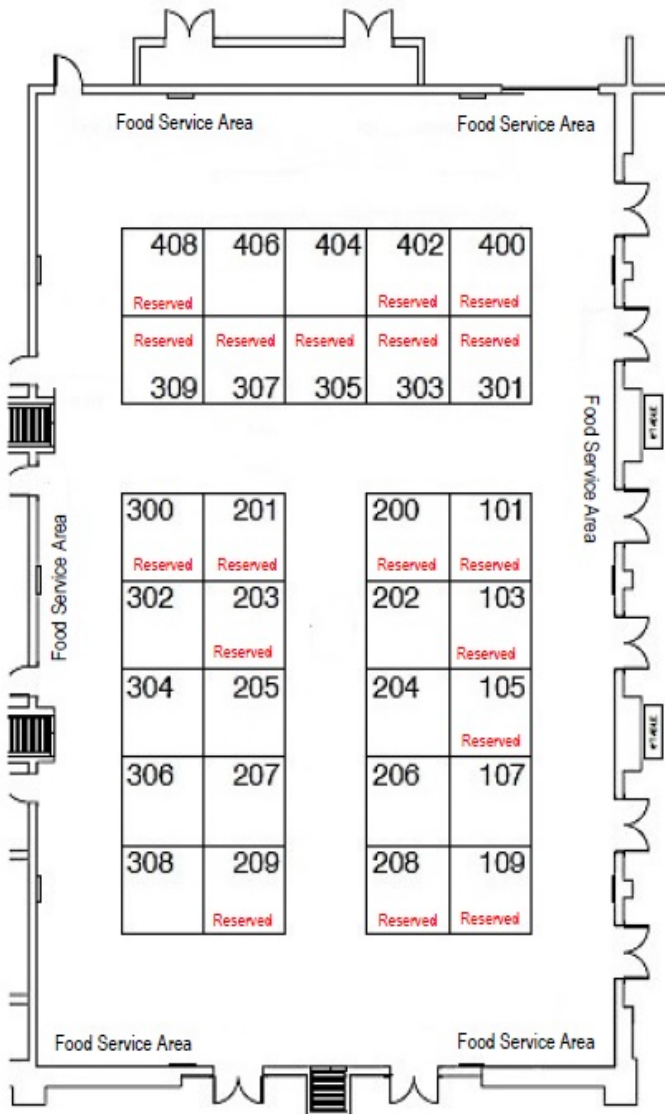 Food Service Area Food Service Area
408 406 404 402 400
Reserved Reserved Reserved
Reserved Reserved Reserved Reserved Reserved
309 307 305 303 301
Food Service Area
Food Service Area
300 201 200 101
Reserved Reserved Reserved Reserved
302 203 202 103
Reserved Reserved
304 205 204 105
Reserved
306 207 206 107
308 209 208 109
Reserved Reserved Reserved
Food Service Area Food Service Area